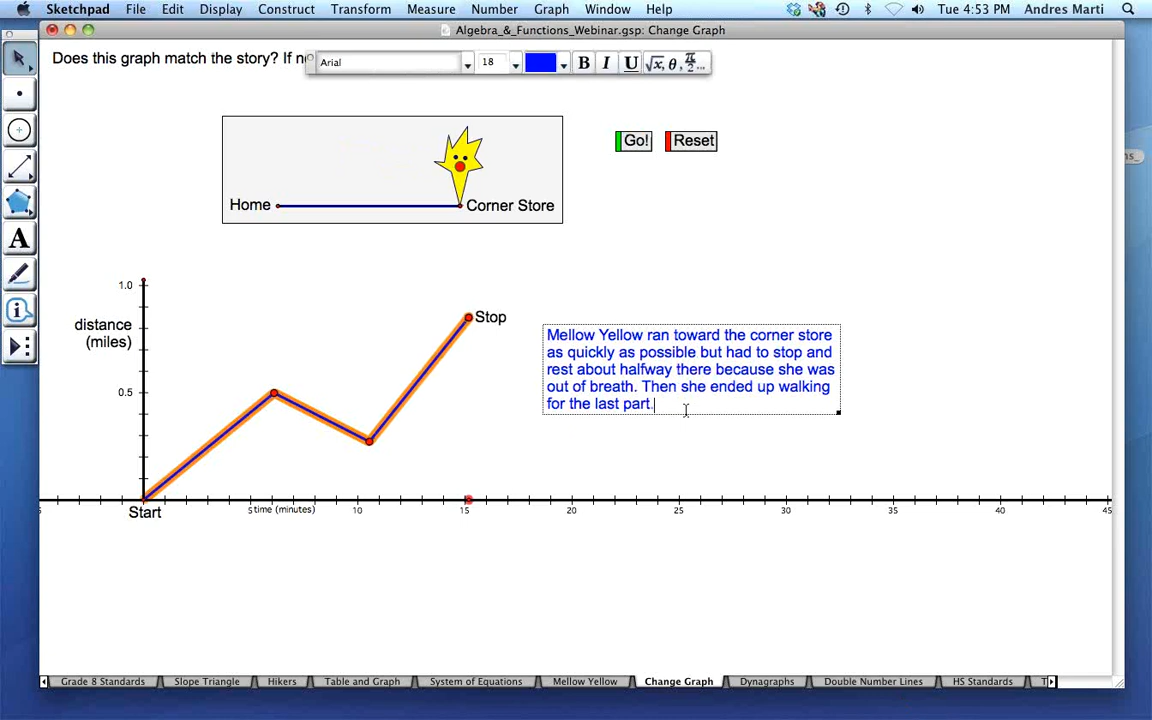 Sketchpad File Edit Display Construct Transform Measure Number Graph Window Help Tue 4:53 PM Andres Marti
Algebra_&_Functions_Webinar.gsp: Change Graph
Does this graph match the story? If
Arial 18 B I U
Go! Reset
Home Corner Store
1.0
distance
(miles)
0.5
Stop
Mellow Yellow ran toward the corner store
as quickly as possible but had to stop and
rest about halfway there because she was
out of breath. Then she ended up walking
for the last part.
Start
5 time (minutes) 10 15 20 25 30 35 40 45
Grade 8 Standards Slope Triangle Hikers Table and Graph System of Equations Mellow Yellow Change Graph Dynagraphs Double Number Lines HS Standards